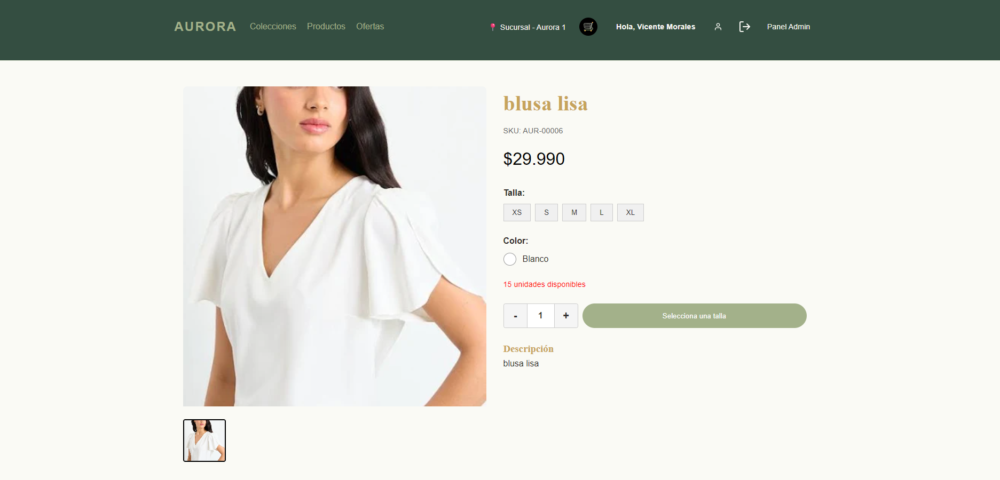 AURORA Colecciones Productos Ofertas Sucursal - Aurora 1 Hola, Vicente Morales Panel Admin
blusa lisa
SKU: AUR-00006
$29.990
Talla:
XS S M L XL
Color:
Blanco
15 unidades disponibles
- 1 + Selecciona una talla
Descripción
blusa lisa